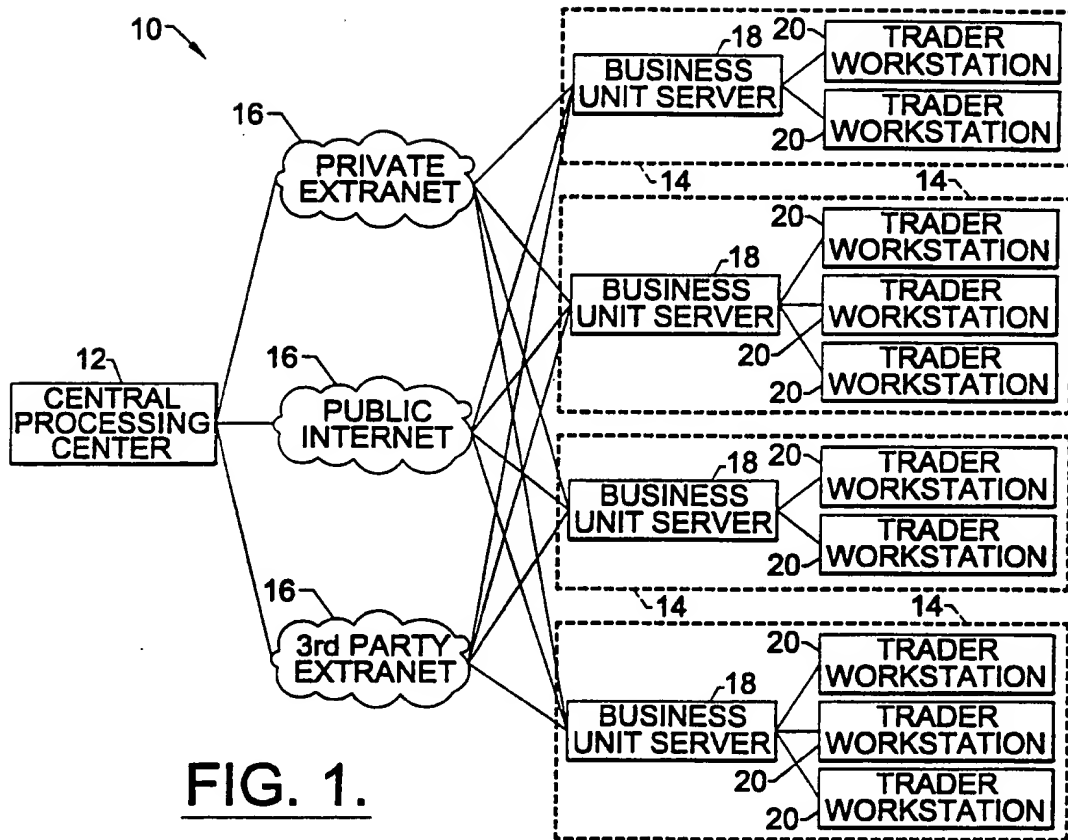 10
16
PRIVATE
EXTRANET
12
CENTRAL
PROCESSING
CENTER
16
PUBLIC
INTERNET
16
3rd PARTY
EXTRANET
18
BUSINESS
UNIT SERVER
20
TRADER
WORKSTATION
TRADER
WORKSTATION
20
14
14
18
BUSINESS
UNIT SERVER
20
TRADER
WORKSTATION
TRADER
WORKSTATION
20
TRADER
WORKSTATION
20
18
BUSINESS
UNIT SERVER
20
TRADER
WORKSTATION
TRADER
WORKSTATION
20
14
14
18
BUSINESS
UNIT SERVER
20
TRADER
WORKSTATION
TRADER
WORKSTATION
20
TRADER
WORKSTATION
20
FIG. 1.